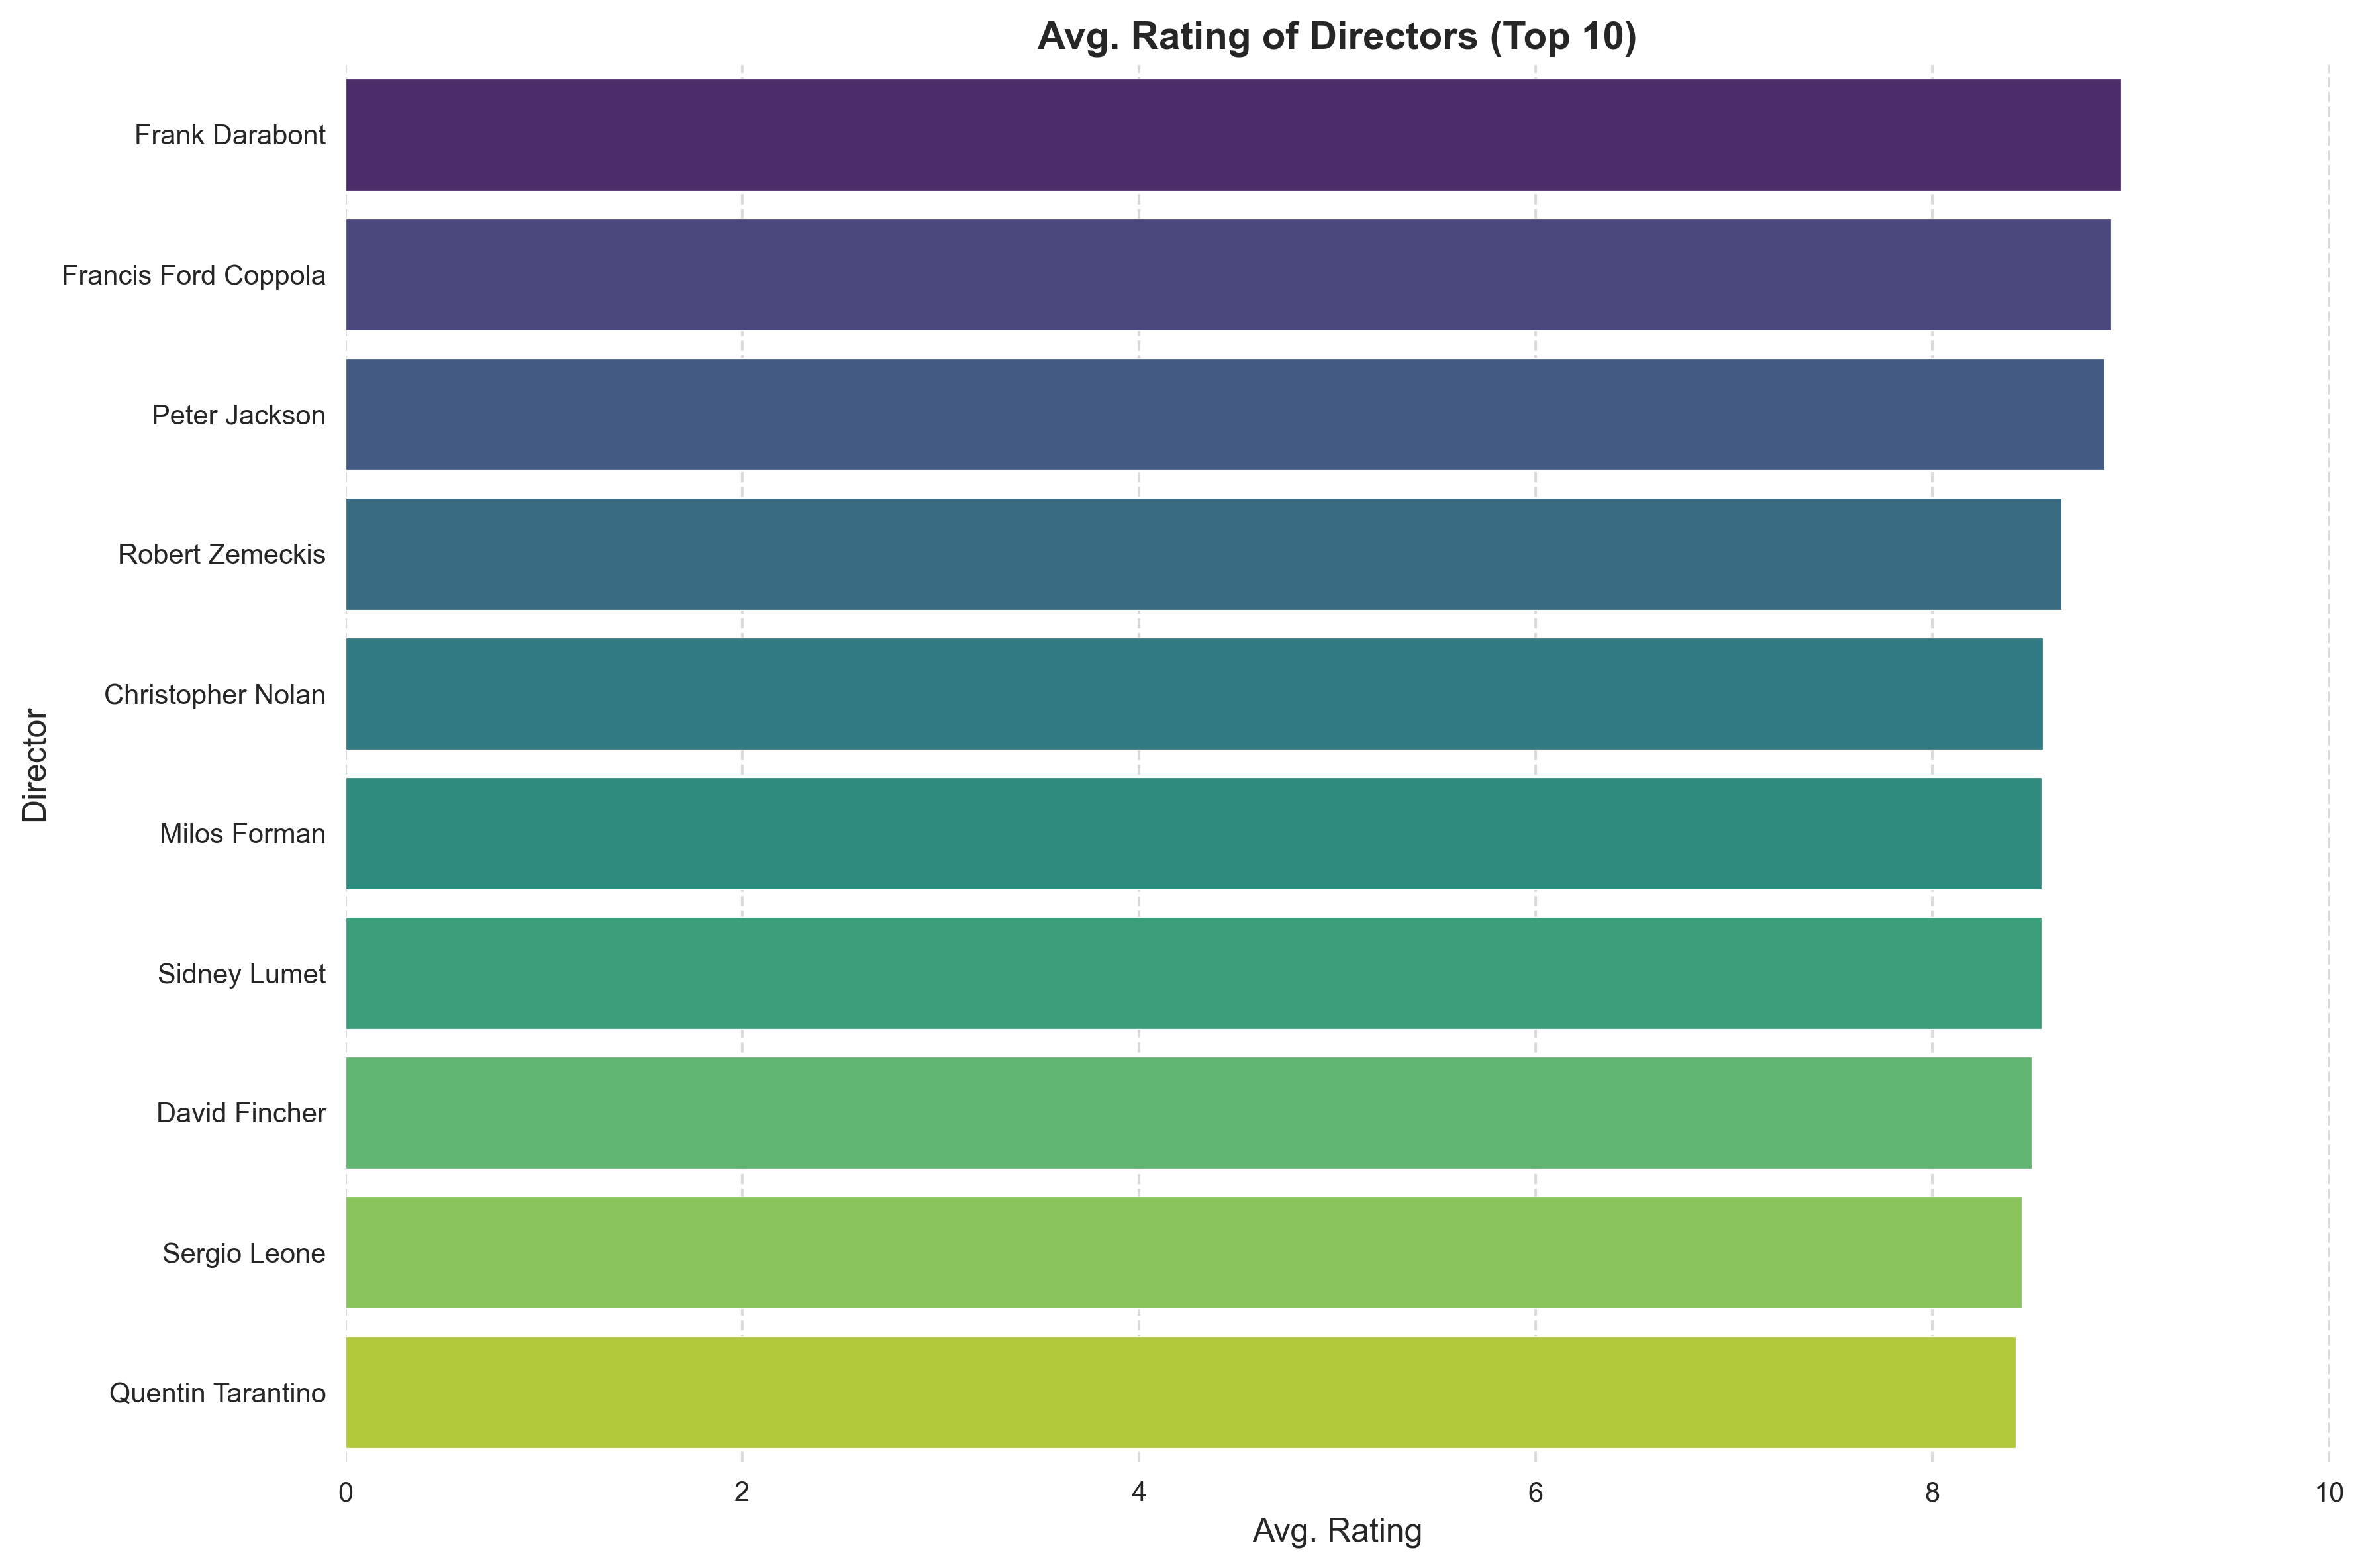 Avg. Rating of Directors (Top 10)
Frank Darabont
Francis Ford Coppola
Peter Jackson
Robert Zemeckis
Christopher Nolan
Milos Forman
Sidney Lumet
David Fincher
Sergio Leone
Quentin Tarantino
Director
0 2 4 6 8 10
Avg. Rating